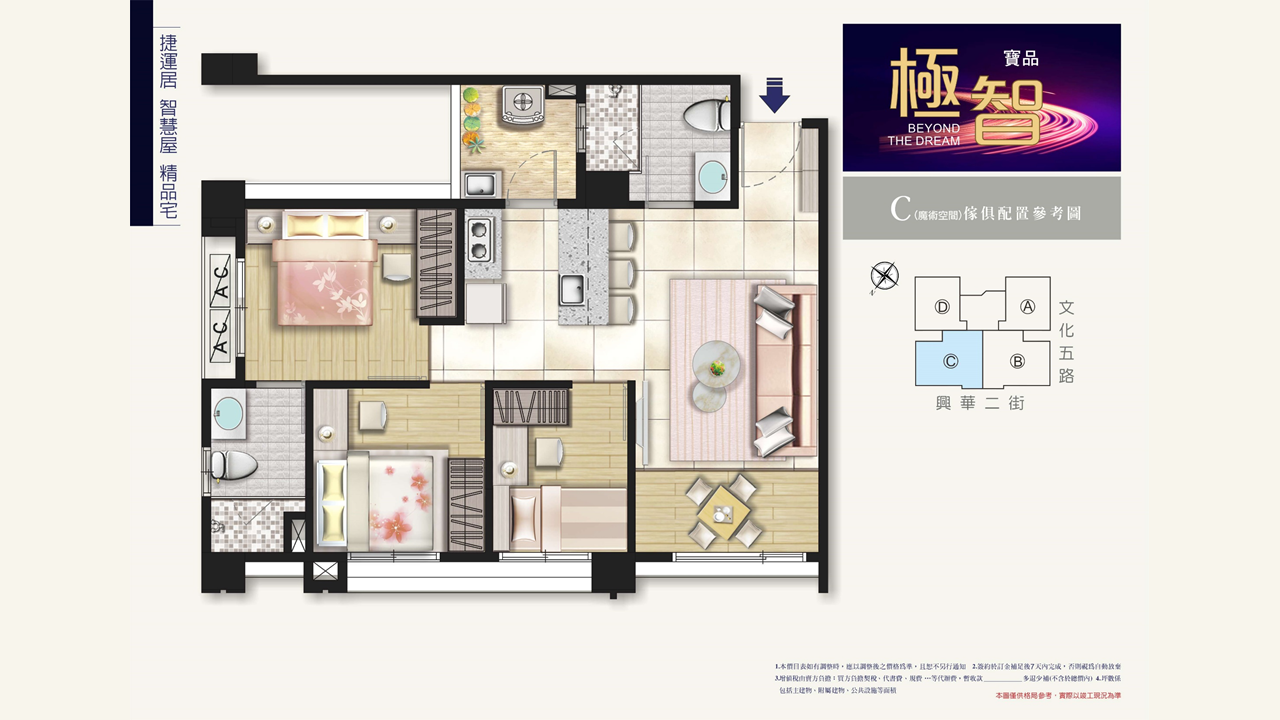 捷運居 智慧屋 精品宅
寶品
極智
BEYOND
THE DREAM
C(魔術空間)傢俱配置參考圖
A·C
A·C
D
A
C
B
文化五路
興華二街
1.本價目表如有調整時，應以調整後之價格為準，且恕不另行通知 2.簽約於訂金補足後7天內完成，否則視為自動放棄
3.增值稅由賣方負擔；買方負擔契稅、代書費、規費…等代辦費，暫收款__________多退少補(不含於總價內) 4.坪數係
包括主建物、附屬建物、公共設施等面積
本圖僅供格局參考，實際以竣工現況為準